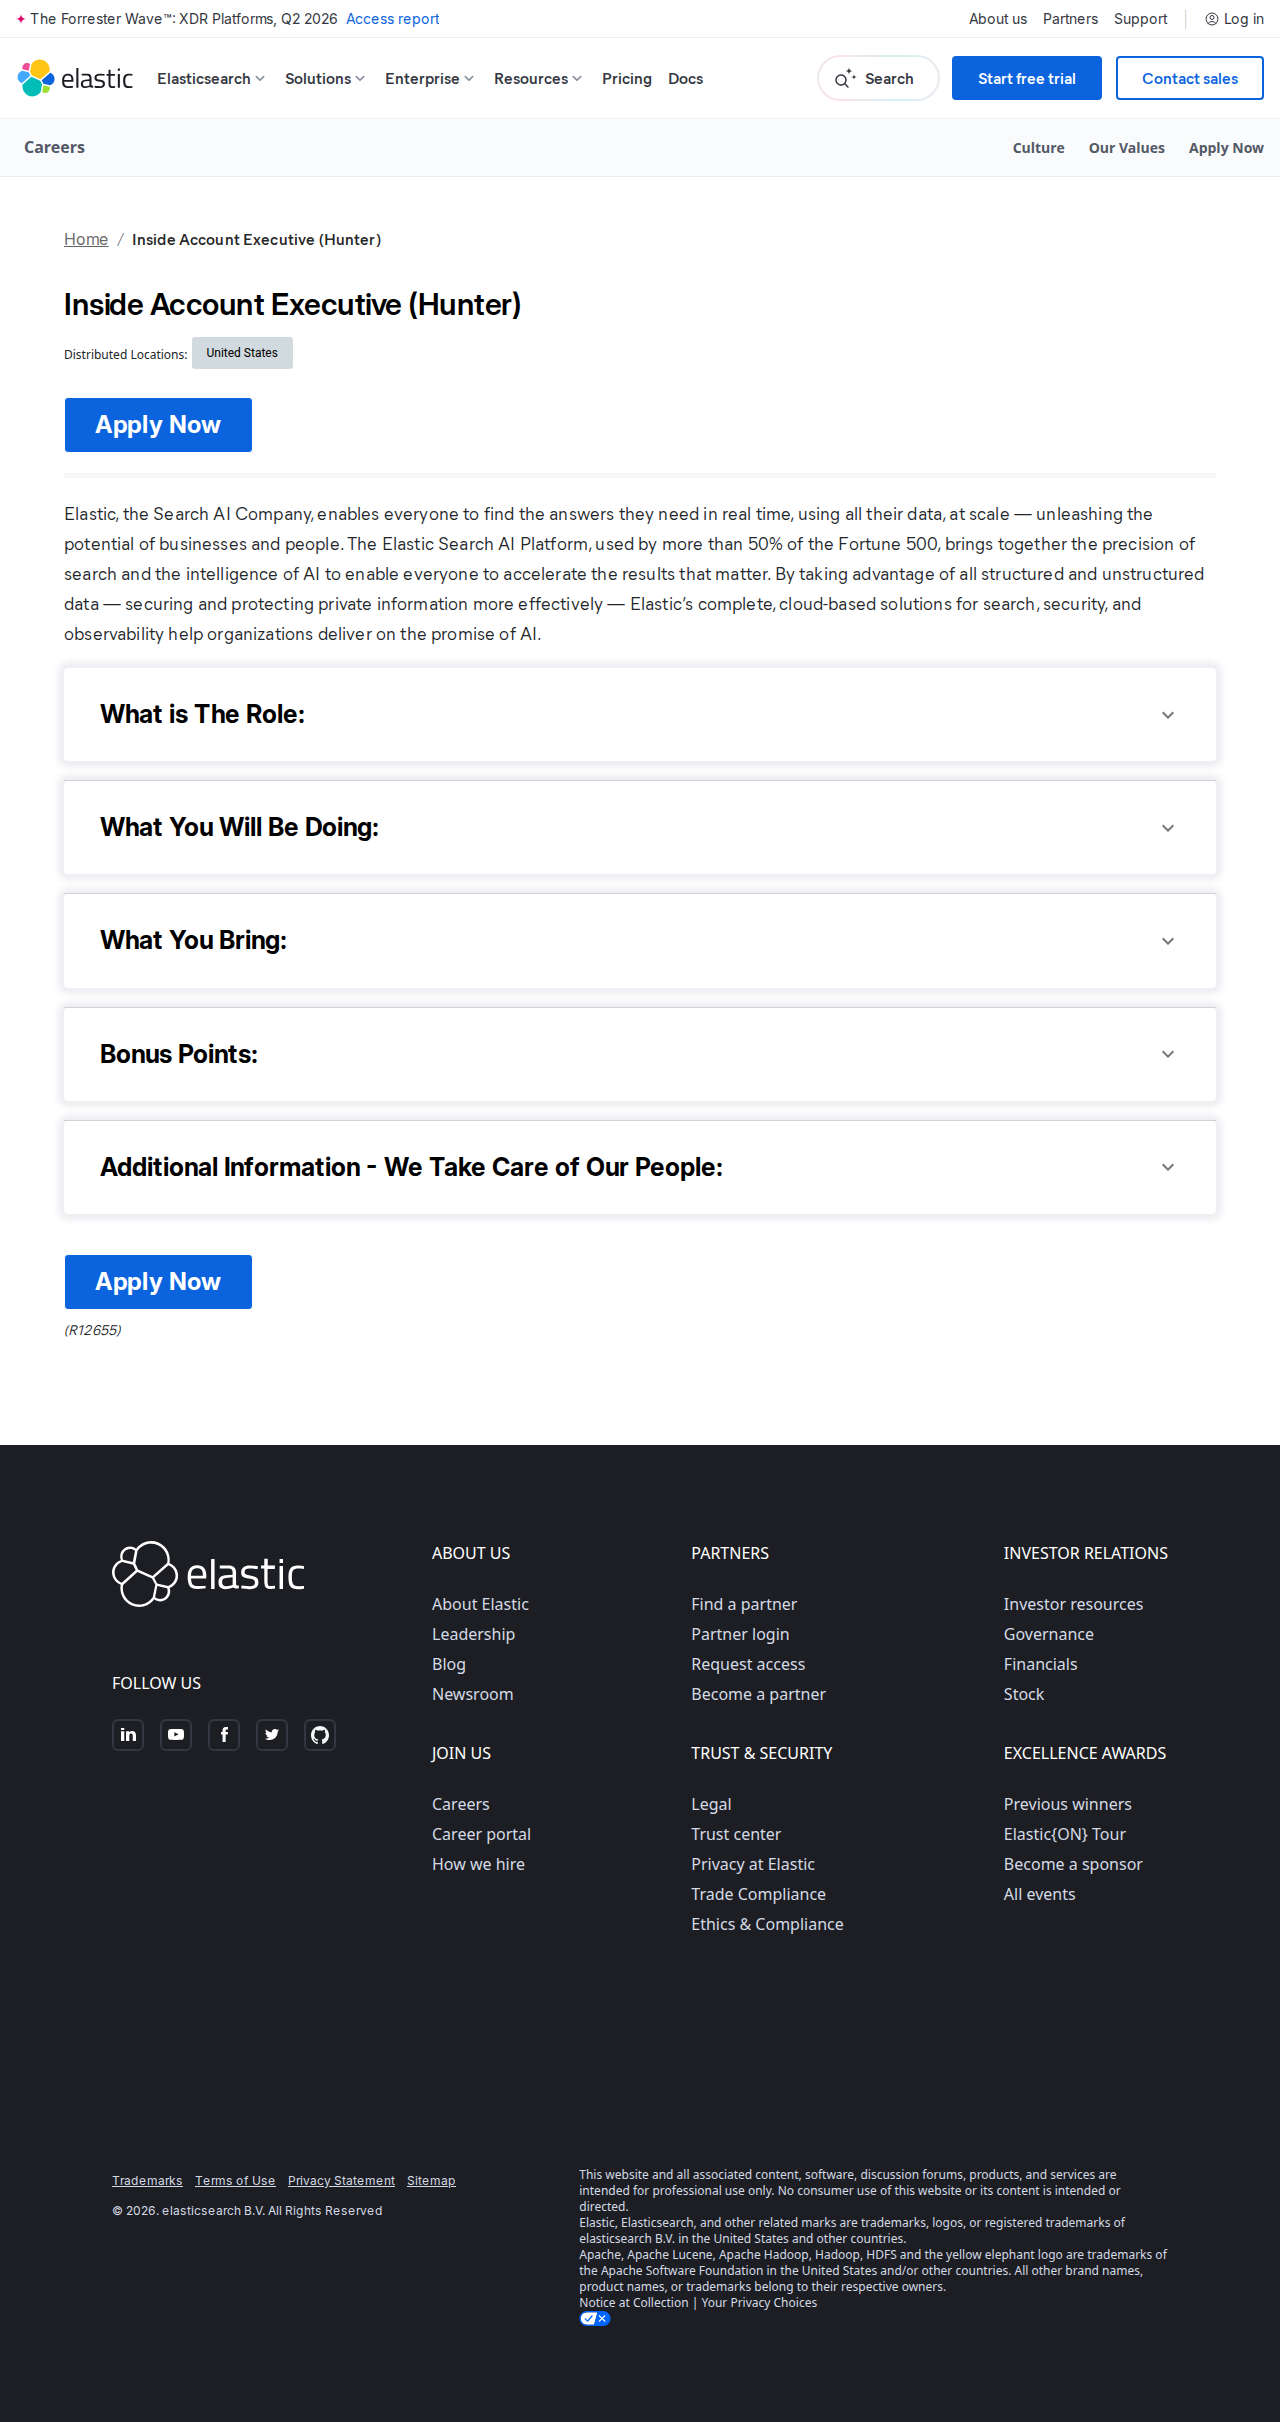 The Forrester Wave™: XDR Platforms, Q2 2026 Access report
About us Partners Support Log in
elastic Elasticsearch Solutions Enterprise Resources Pricing Docs Search Start free trial Contact sales
Careers Culture Our Values Apply Now
Home / Inside Account Executive (Hunter)
Inside Account Executive (Hunter)
Distributed Locations: United States
Apply Now
Elastic, the Search AI Company, enables everyone to find the answers they need in real time, using all their data, at scale — unleashing the
potential of businesses and people. The Elastic Search AI Platform, used by more than 50% of the Fortune 500, brings together the precision of
search and the intelligence of AI to enable everyone to accelerate the results that matter. By taking advantage of all structured and unstructured
data — securing and protecting private information more effectively — Elastic’s complete, cloud-based solutions for search, security, and
observability help organizations deliver on the promise of AI.
What is The Role:
What You Will Be Doing:
What You Bring:
Bonus Points:
Additional Information - We Take Care of Our People:
Apply Now
(R12655)
elastic
FOLLOW US
ABOUT US
About Elastic
Leadership
Blog
Newsroom
JOIN US
Careers
Career portal
How we hire
PARTNERS
Find a partner
Partner login
Request access
Become a partner
TRUST & SECURITY
Legal
Trust center
Privacy at Elastic
Trade Compliance
Ethics & Compliance
INVESTOR RELATIONS
Investor resources
Governance
Financials
Stock
EXCELLENCE AWARDS
Previous winners
Elastic{ON} Tour
Become a sponsor
All events
Trademarks Terms of Use Privacy Statement Sitemap
© 2026. elasticsearch B.V. All Rights Reserved
This website and all associated content, software, discussion forums, products, and services are
intended for professional use only. No consumer use of this website or its content is intended or
directed.
Elastic, Elasticsearch, and other related marks are trademarks, logos, or registered trademarks of
elasticsearch B.V. in the United States and other countries.
Apache, Apache Lucene, Apache Hadoop, Hadoop, HDFS and the yellow elephant logo are trademarks of
the Apache Software Foundation in the United States and/or other countries. All other brand names,
product names, or trademarks belong to their respective owners.
Notice at Collection | Your Privacy Choices